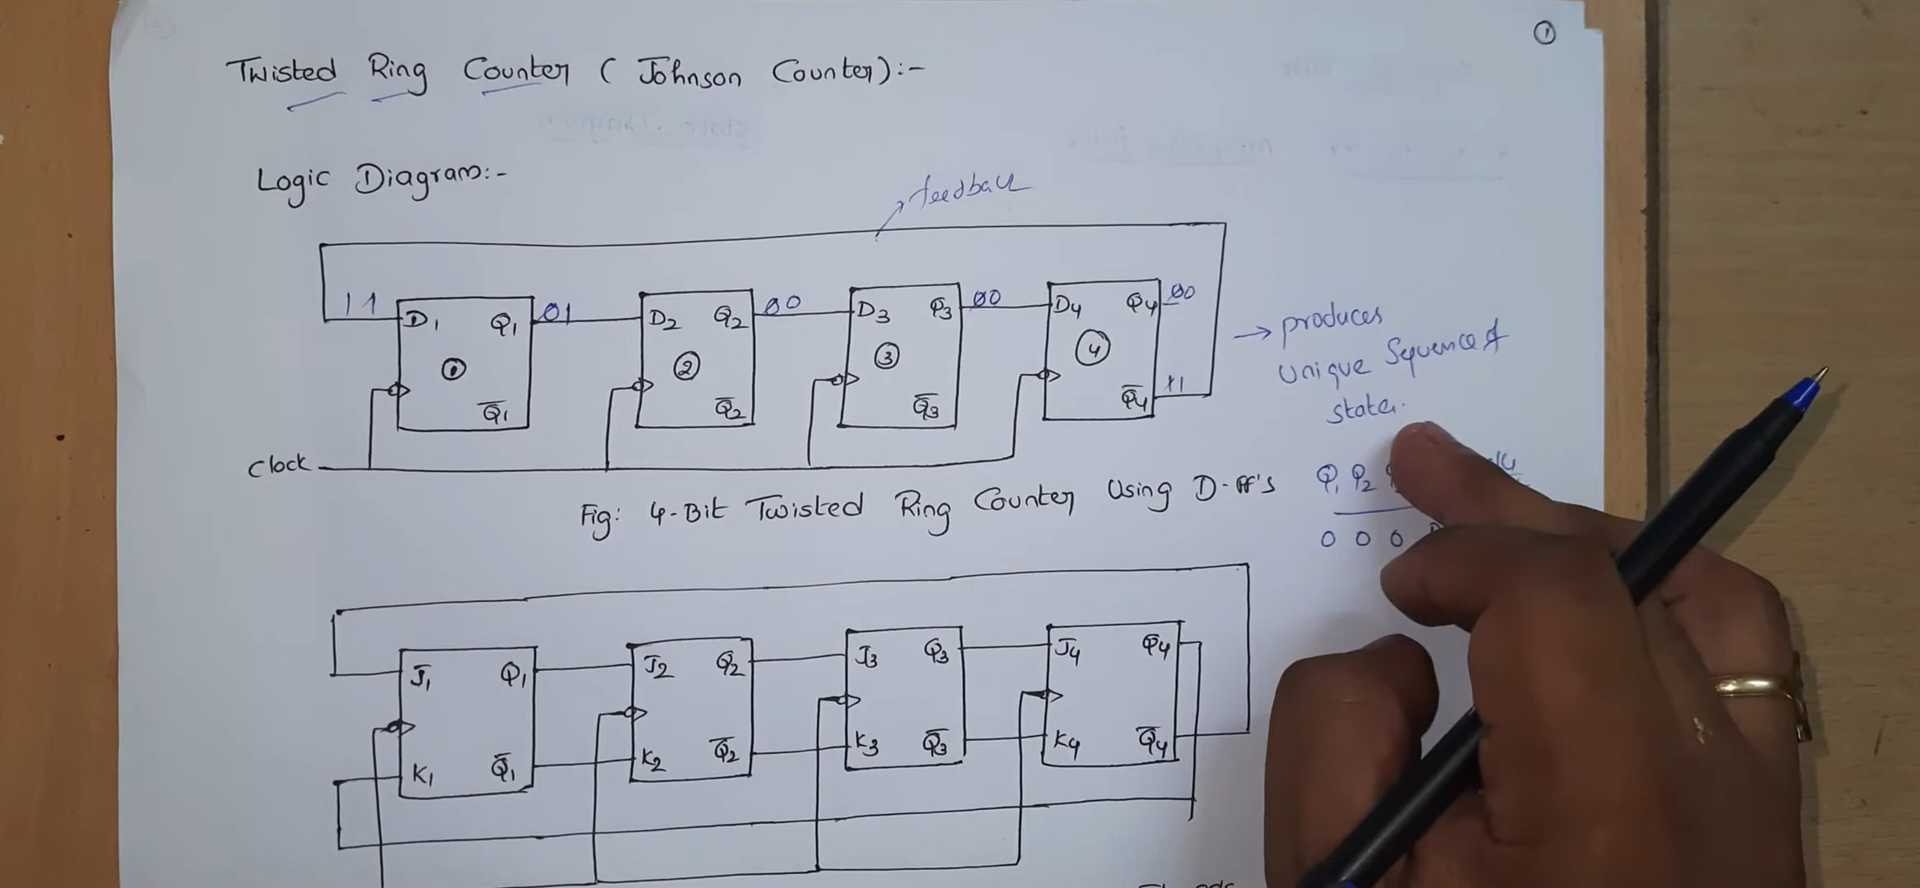 1
Twisted Ring Counter ( Johnson Counter):-
Logic Diagram:-
feedback
1 1 D1 Q1 01 D2 Q2 00 D3 Q3 00 D4 Q4 00
1 2 3 4
Q̅1 Q̅2 Q̅3 Q̅4 11
→ produces
Unique Sequence of
states.
Clock
Fig: 4-Bit Twisted Ring Counter Using D-FF's
Q1 Q2
0 0 0
J1 Q1 J2 Q2 J3 Q3 J4 Q4
K1 Q̅1 K2 Q̅2 K3 Q̅3 K4 Q̅4